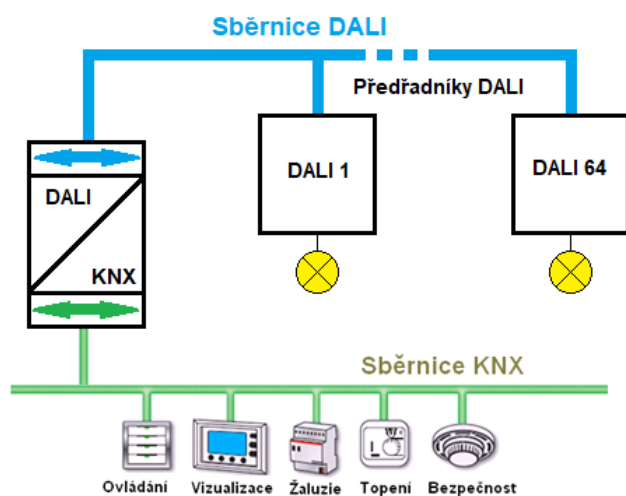 Sběrnice DALI
Předřadníky DALI
DALI 1
DALI 64
DALI
KNX
Sběrnice KNX
Ovládání Vizualizace Žaluzie Topení Bezpečnost